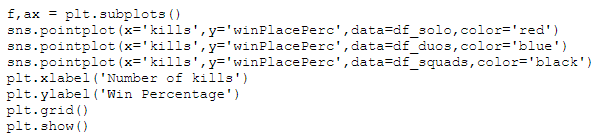 f,ax = plt.subplots()
sns.pointplot(x='kills',y='winPlacePerc',data=df_solo,color='red')
sns.pointplot(x='kills',y='winPlacePerc',data=df_duos,color='blue')
sns.pointplot(x='kills',y='winPlacePerc',data=df_squads,color='black')
plt.xlabel('Number of kills')
plt.ylabel('Win Percentage')
plt.grid()
plt.show()